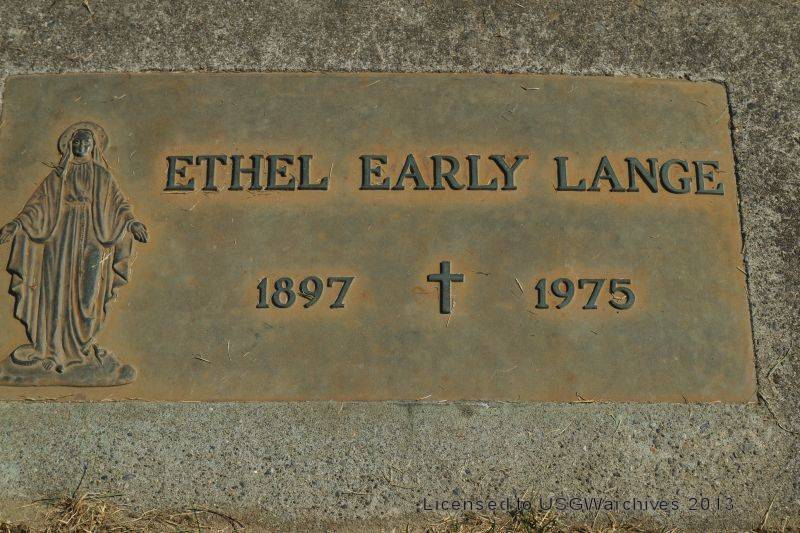 ETHEL EARLY LANGE
1897 1975
Licensed to USGWarchives 2013